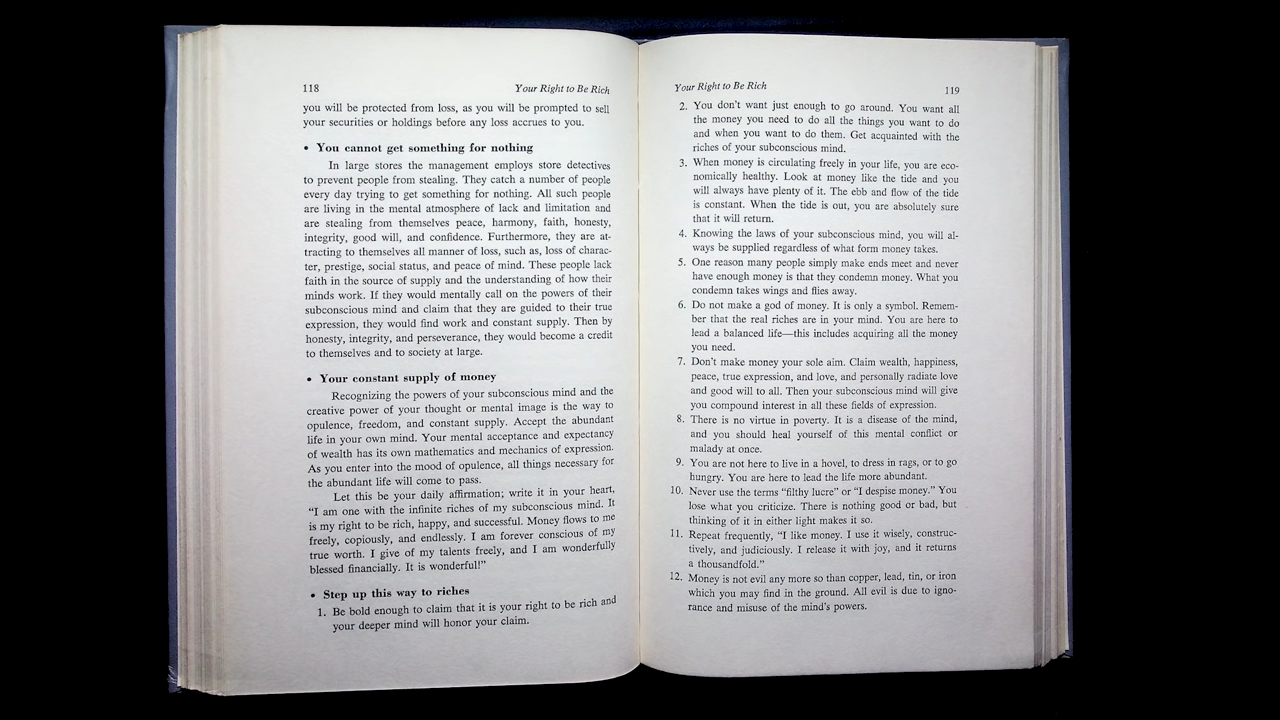 118
Your Right to Be Rich
you will be protected from loss, as you will be prompted to sell
your securities or holdings before any loss accrues to you.
• You cannot get something for nothing
In large stores the management employs store detectives
to prevent people from stealing. They catch a number of people
every day trying to get something for nothing. All such people
are living in the mental atmosphere of lack and limitation and
are stealing from themselves peace, harmony, faith, honesty,
integrity, good will, and confidence. Furthermore, they are at-
tracting to themselves all manner of loss, such as, loss of charac-
ter, prestige, social status, and peace of mind. These people lack
faith in the source of supply and the understanding of how their
minds work. If they would mentally call on the powers of their
subconscious mind and claim that they are guided to their true
expression, they would find work and constant supply. Then by
honesty, integrity, and perseverance, they would become a credit
to themselves and to society at large.
• Your constant supply of money
Recognizing the powers of your subconscious mind and the
creative power of your thought or mental image is the way to
opulence, freedom, and constant supply. Accept the abundant
life in your own mind. Your mental acceptance and expectancy
of wealth has its own mathematics and mechanics of expression.
As you enter into the mood of opulence, all things necessary for
the abundant life will come to pass.
Let this be your daily affirmation; write it in your heart,
“I am one with the infinite riches of my subconscious mind. It
is my right to be rich, happy, and successful. Money flows to me
freely, copiously, and endlessly. I am forever conscious of my
true worth. I give of my talents freely, and I am wonderfully
blessed financially. It is wonderful!”
• Step up this way to riches
1. Be bold enough to claim that it is your right to be rich and
your deeper mind will honor your claim.
Your Right to Be Rich
119
2. You don’t want just enough to go around. You want all
the money you need to do all the things you want to do
and when you want to do them. Get acquainted with the
riches of your subconscious mind.
3. When money is circulating freely in your life, you are eco-
nomically healthy. Look at money like the tide and you
will always have plenty of it. The ebb and flow of the tide
is constant. When the tide is out, you are absolutely sure
that it will return.
4. Knowing the laws of your subconscious mind, you will al-
ways be supplied regardless of what form money takes.
5. One reason many people simply make ends meet and never
have enough money is that they condemn money. What you
condemn takes wings and flies away.
6. Do not make a god of money. It is only a symbol. Remem-
ber that the real riches are in your mind. You are here to
lead a balanced life—this includes acquiring all the money
you need.
7. Don’t make money your sole aim. Claim wealth, happiness,
peace, true expression, and love, and personally radiate love
and good will to all. Then your subconscious mind will give
you compound interest in all these fields of expression.
8. There is no virtue in poverty. It is a disease of the mind,
and you should heal yourself of this mental conflict or
malady at once.
9. You are not here to live in a hovel, to dress in rags, or to go
hungry. You are here to lead the life more abundant.
10. Never use the terms “filthy lucre” or “I despise money.” You
lose what you criticize. There is nothing good or bad, but
thinking of it in either light makes it so.
11. Repeat frequently, “I like money. I use it wisely, construc-
tively, and judiciously. I release it with joy, and it returns
a thousandfold.”
12. Money is not evil any more so than copper, lead, tin, or iron
which you may find in the ground. All evil is due to igno-
rance and misuse of the mind’s powers.